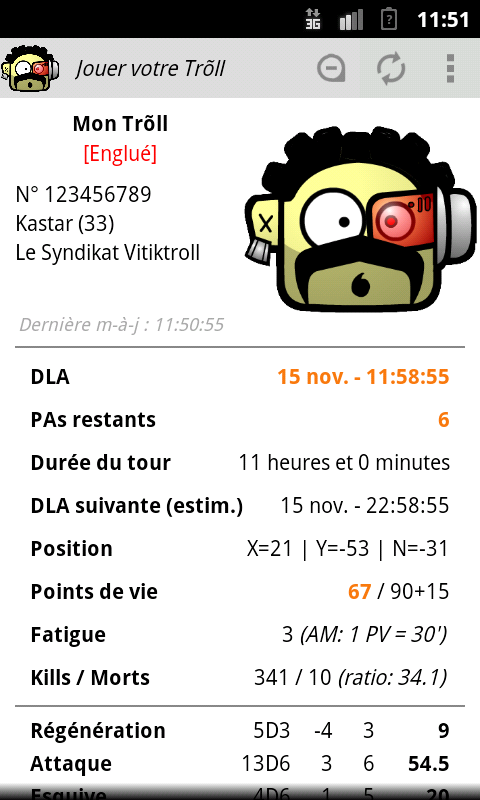 3G ? 11:51
Jouer votre Trõll
Mon Trõll
[Englué]
N° 123456789
Kastar (33)
Le Syndikat Vitiktroll
Dernière m-à-j : 11:50:55
DLA 15 nov. - 11:58:55
PAs restants 6
Durée du tour 11 heures et 0 minutes
DLA suivante (estim.) 15 nov. - 22:58:55
Position X=21 | Y=-53 | N=-31
Points de vie 67 / 90+15
Fatigue 3 (AM: 1 PV = 30')
Kills / Morts 341 / 10 (ratio: 34.1)
Régénération 5D3 -4 3 9
Attaque 13D6 3 6 54.5
Esquive 4D6 1 5 20